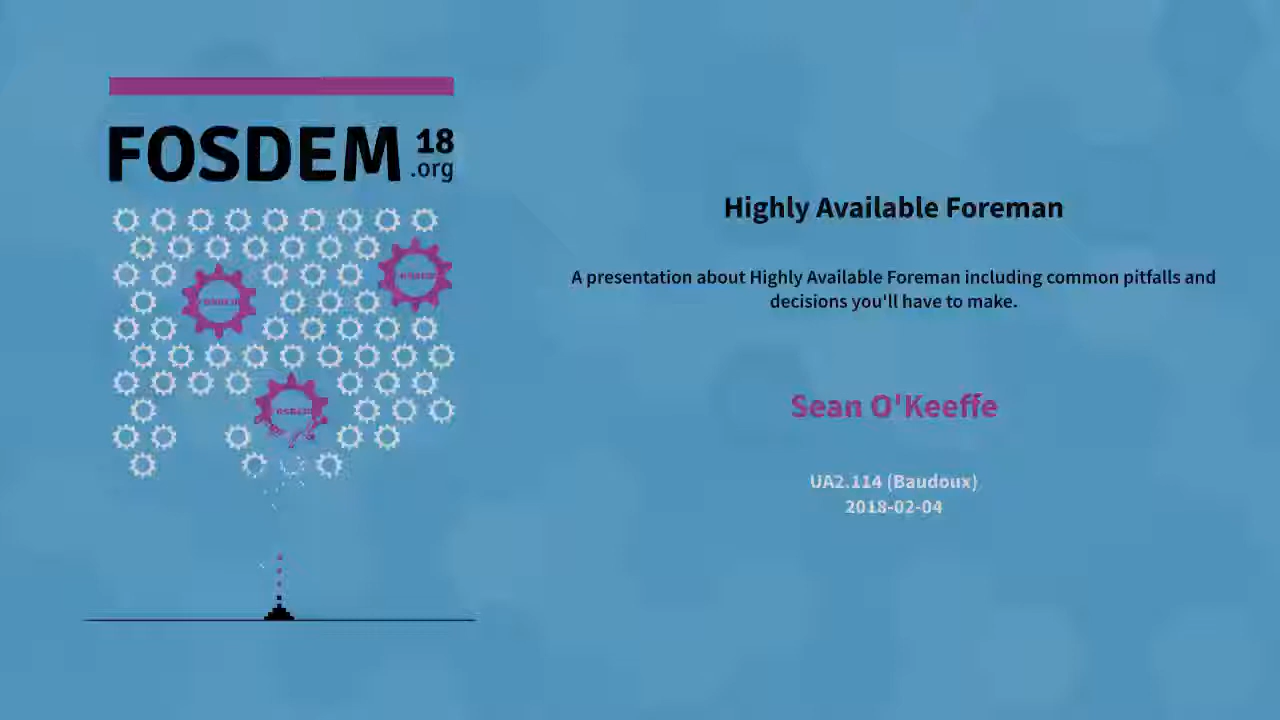 FOSDEM 18
.org
Highly Available Foreman
A presentation about Highly Available Foreman including common pitfalls and
decisions you'll have to make.
Sean O'Keeffe
UA2.114 (Baudoux)
2018-02-04